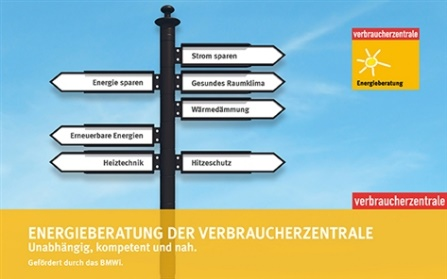 Strom sparen
Energie sparen
Gesundes Raumklima
Wärmedämmung
Erneuerbare Energien
Heiztechnik
Hitzeschutz
verbraucherzentrale
Energieberatung
verbraucherzentrale
ENERGIEBERATUNG DER VERBRAUCHERZENTRALE
Unabhängig, kompetent und nah.
Gefördert durch das BMWi.